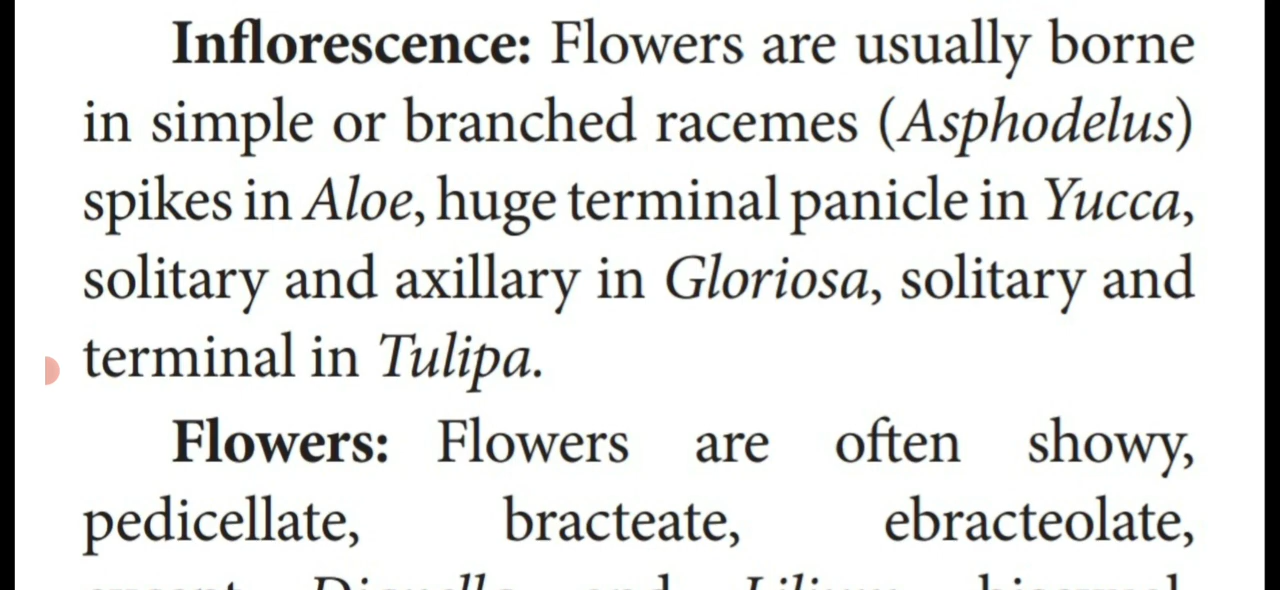 Inflorescence: Flowers are usually borne
in simple or branched racemes (Asphodelus)
spikes in Aloe, huge terminal panicle in Yucca,
solitary and axillary in Gloriosa, solitary and
terminal in Tulipa.
Flowers: Flowers are often showy,
pedicellate, bracteate, ebracteolate,